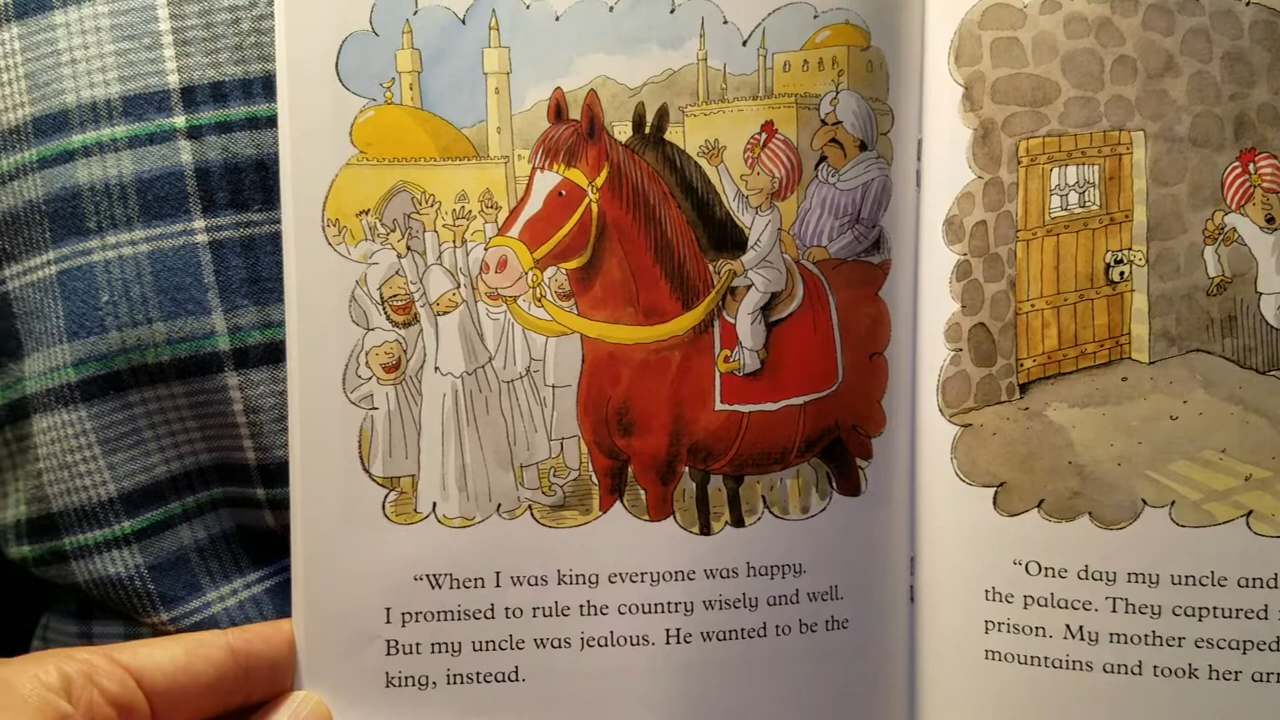 “When I was king everyone was happy.
I promised to rule the country wisely and well.
But my uncle was jealous. He wanted to be the
king, instead.
“One day my uncle and
the palace. They captured
prison. My mother escaped
mountains and took her